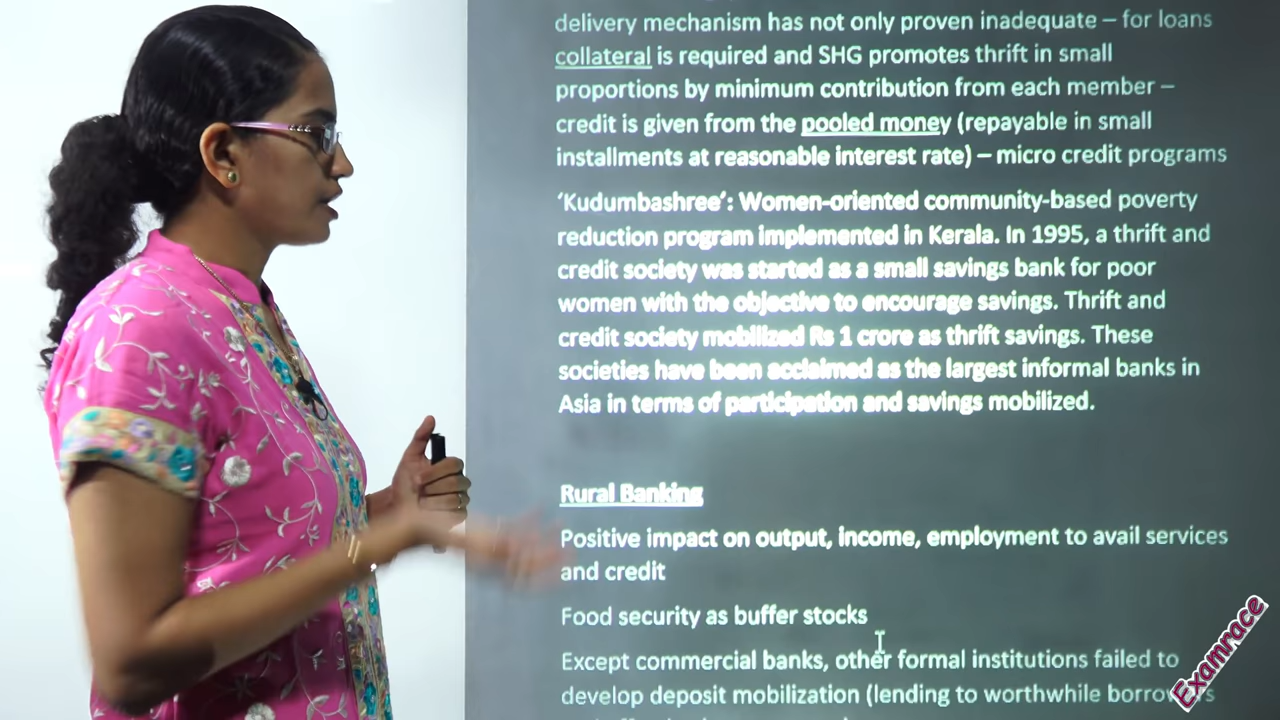 delivery mechanism has not only proven inadequate – for loans
collateral is required and SHG promotes thrift in small
proportions by minimum contribution from each member –
credit is given from the pooled money (repayable in small
installments at reasonable interest rate) – micro credit programs
‘Kudumbashree’: Women-oriented community-based poverty
reduction program implemented in Kerala. In 1995, a thrift and
credit society was started as a small savings bank for poor
women with the objective to encourage savings. Thrift and
credit society mobilized Rs 1 crore as thrift savings. These
societies have been acclaimed as the largest informal banks in
Asia in terms of participation and savings mobilized.
Rural Banking
Positive impact on output, income, employment to avail services
and credit
Food security as buffer stocks
Except commercial banks, other formal institutions failed to
develop deposit mobilization (lending to worthwhile borrowers
Examrace